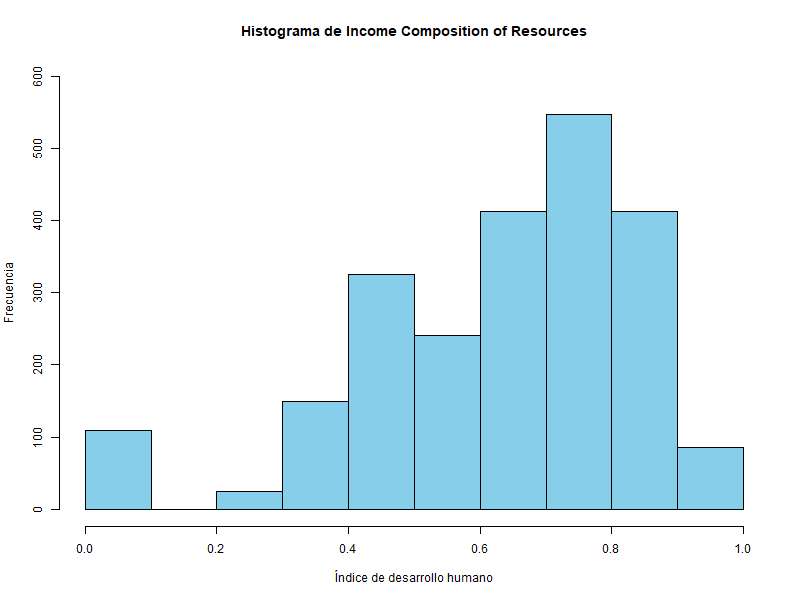 Histograma de Income Composition of Resources
600
500
400
300
200
100
0
Frecuencia
0.0 0.2 0.4 0.6 0.8 1.0
Índice de desarrollo humano